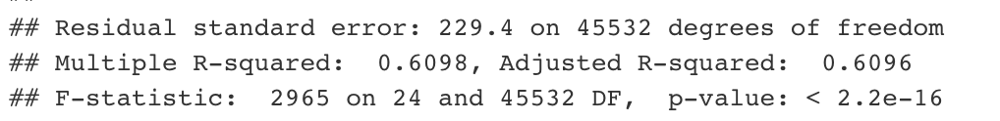 ##
## Residual standard error: 229.4 on 45532 degrees of freedom
## Multiple R-squared:  0.6098, Adjusted R-squared:  0.6096
## F-statistic:  2965 on 24 and 45532 DF,  p-value: < 2.2e-16